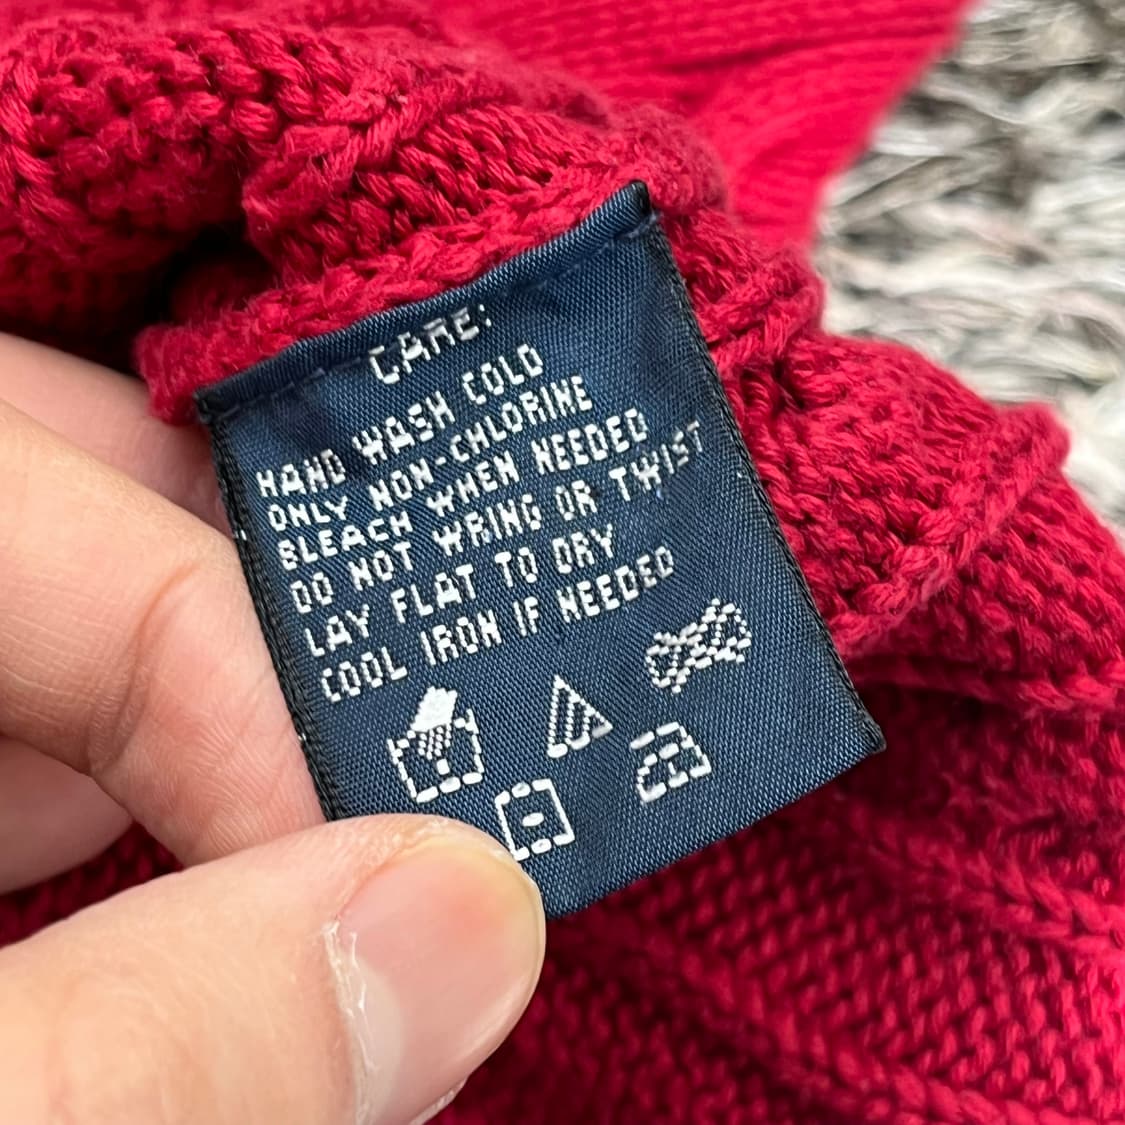 CARE:
HAND WASH COLD
ONLY NON-CHLORINE
BLEACH WHEN NEEDED
DO NOT WRING OR TWIST
LAY FLAT TO DRY
COOL IRON IF NEEDED